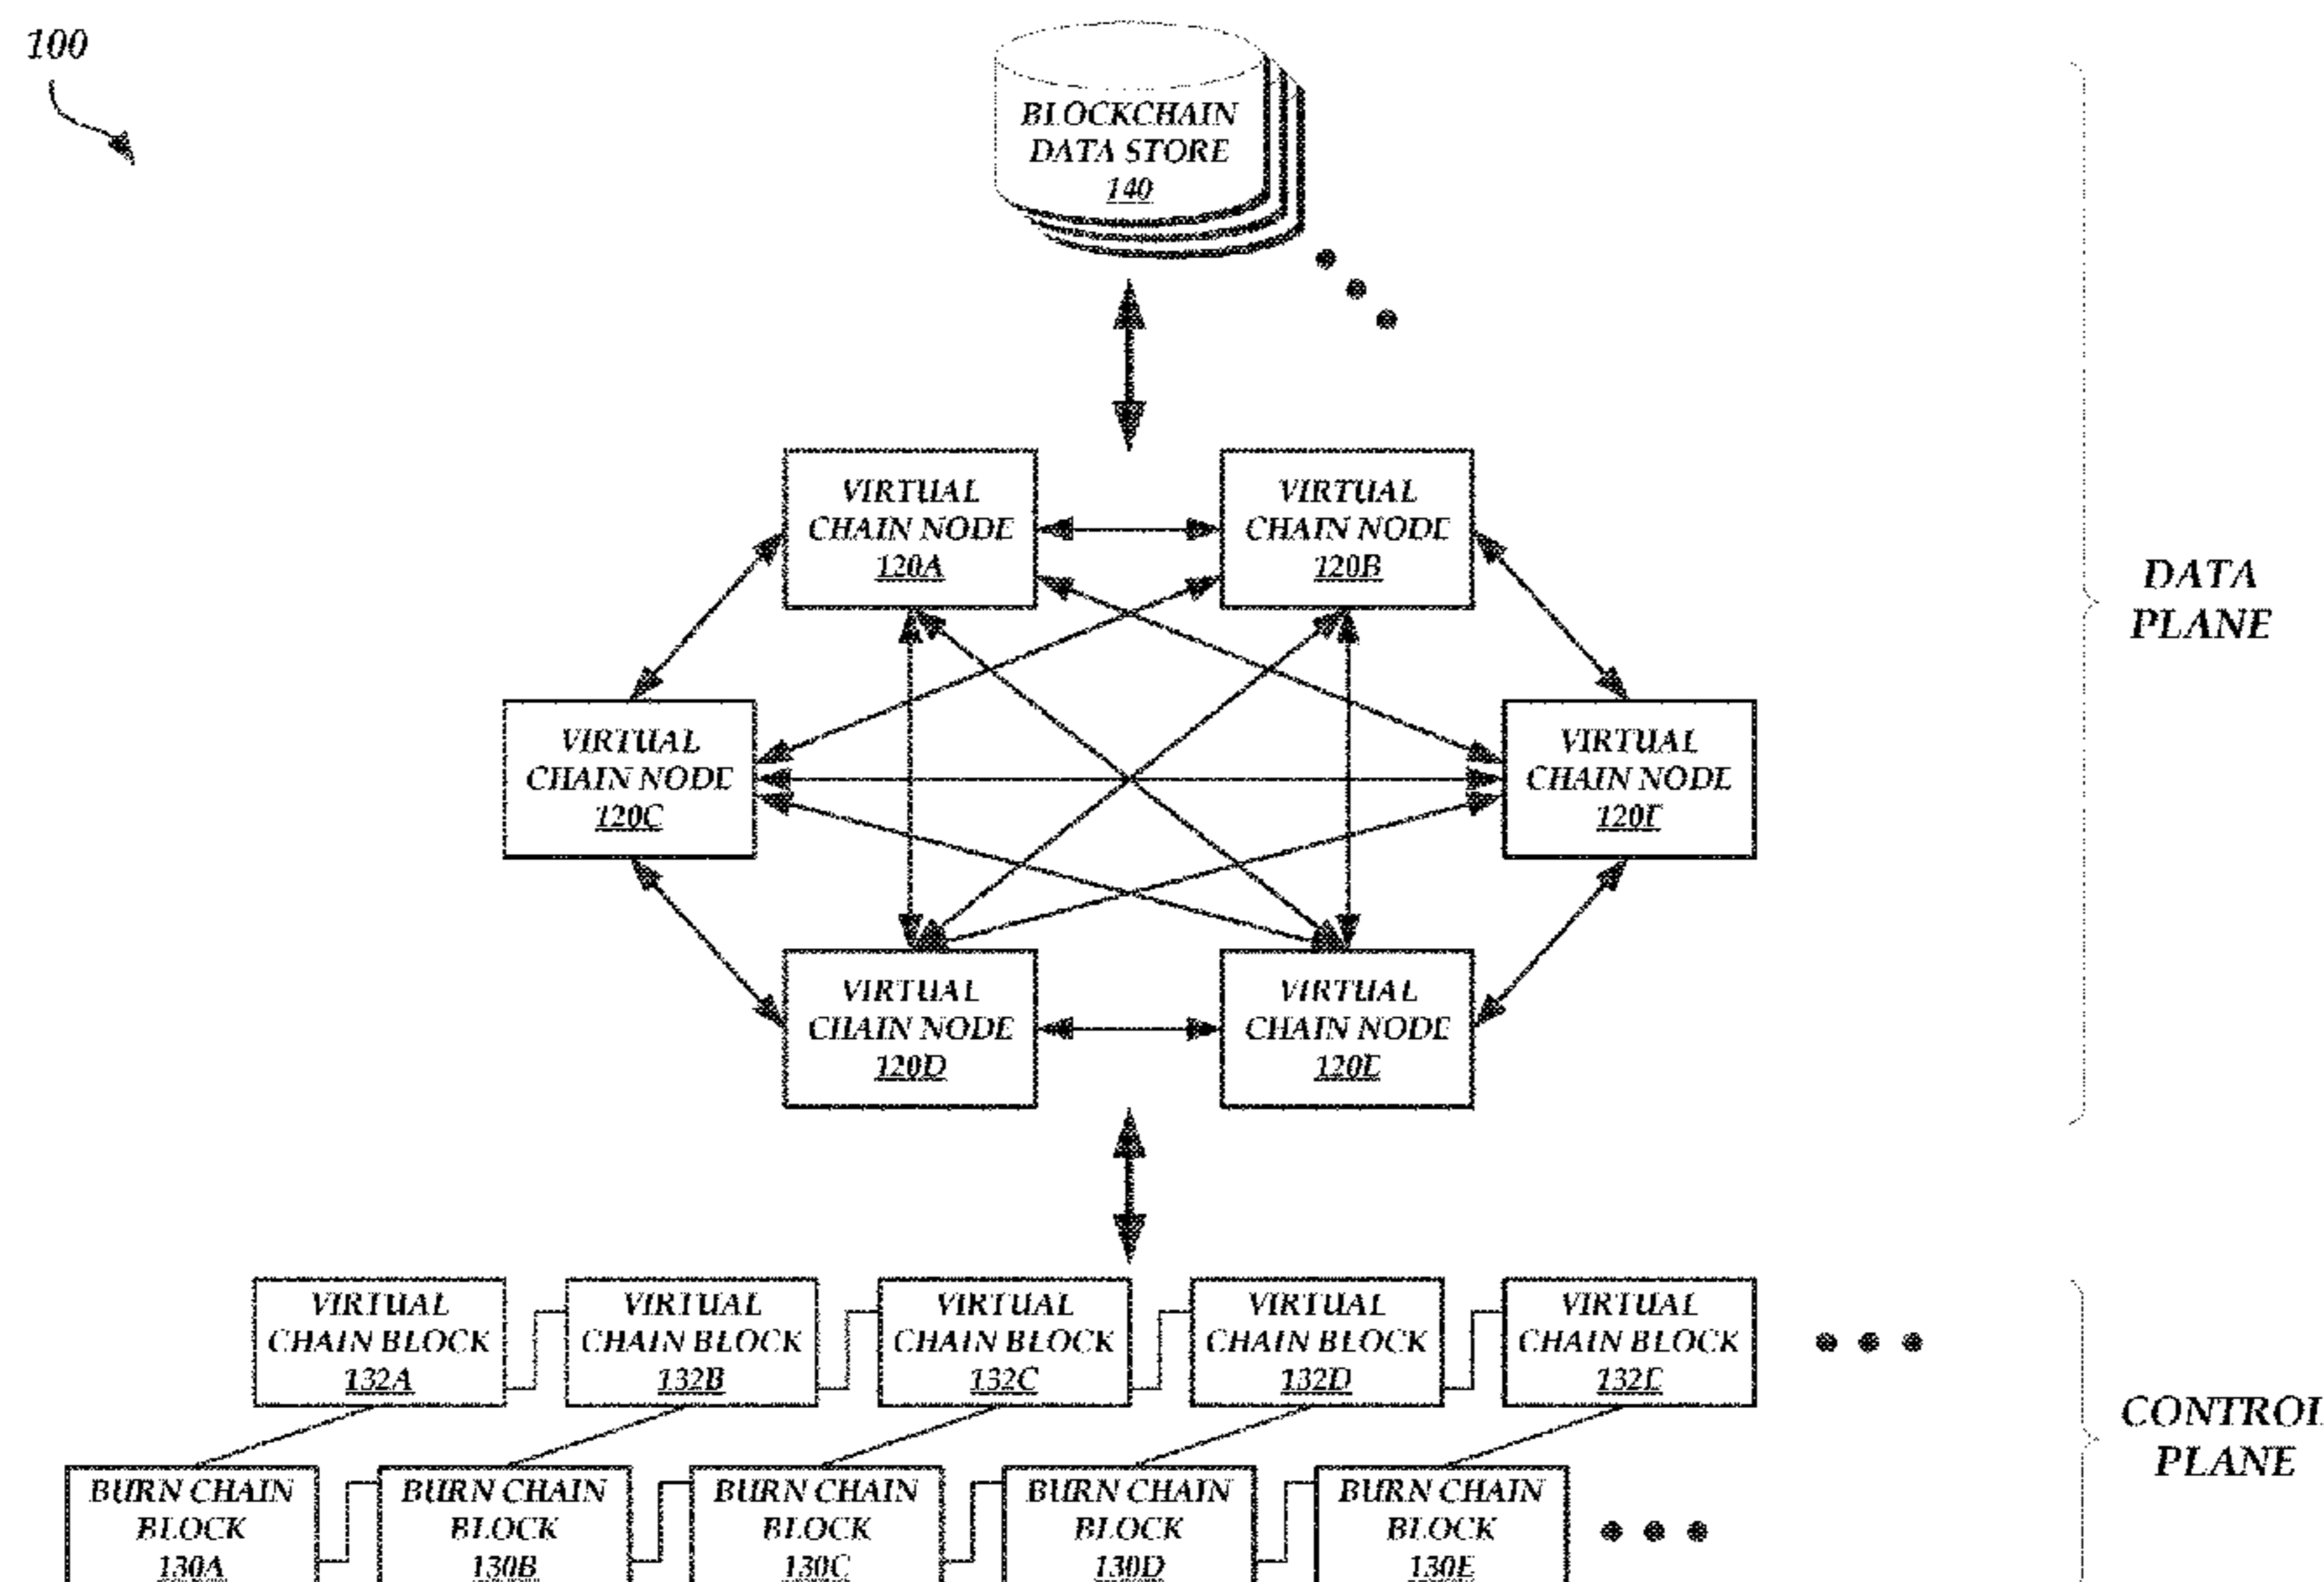 100
BLOCKCHAIN
DATA STORE
140
VIRTUAL
CHAIN NODE
120A
VIRTUAL
CHAIN NODE
120B
DATA
PLANE
VIRTUAL
CHAIN NODE
120C
VIRTUAL
CHAIN NODE
120F
VIRTUAL
CHAIN NODE
120D
VIRTUAL
CHAIN NODE
120E
VIRTUAL
CHAIN BLOCK
132A
VIRTUAL
CHAIN BLOCK
132B
VIRTUAL
CHAIN BLOCK
132C
VIRTUAL
CHAIN BLOCK
132D
VIRTUAL
CHAIN BLOCK
132E
CONTROL
PLANE
BURN CHAIN
BLOCK
130A
BURN CHAIN
BLOCK
130B
BURN CHAIN
BLOCK
130C
BURN CHAIN
BLOCK
130D
BURN CHAIN
BLOCK
130E